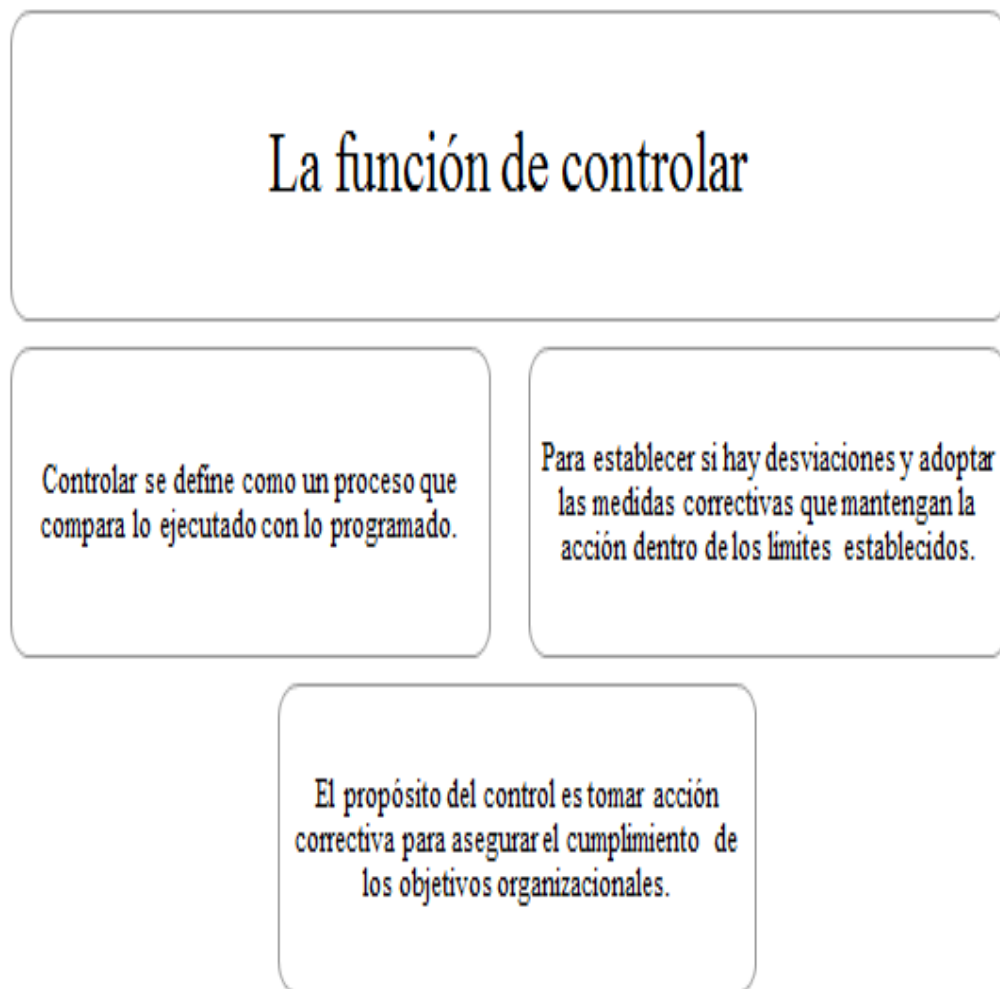 La función de controlar
Controlar se define como un proceso que
compara lo ejecutado con lo programado.
Para establecer si hay desviaciones y adoptar
las medidas correctivas que mantengan la
acción dentro de los límites establecidos.
El propósito del control es tomar acción
correctiva para asegurar el cumplimiento de
los objetivos organizacionales.